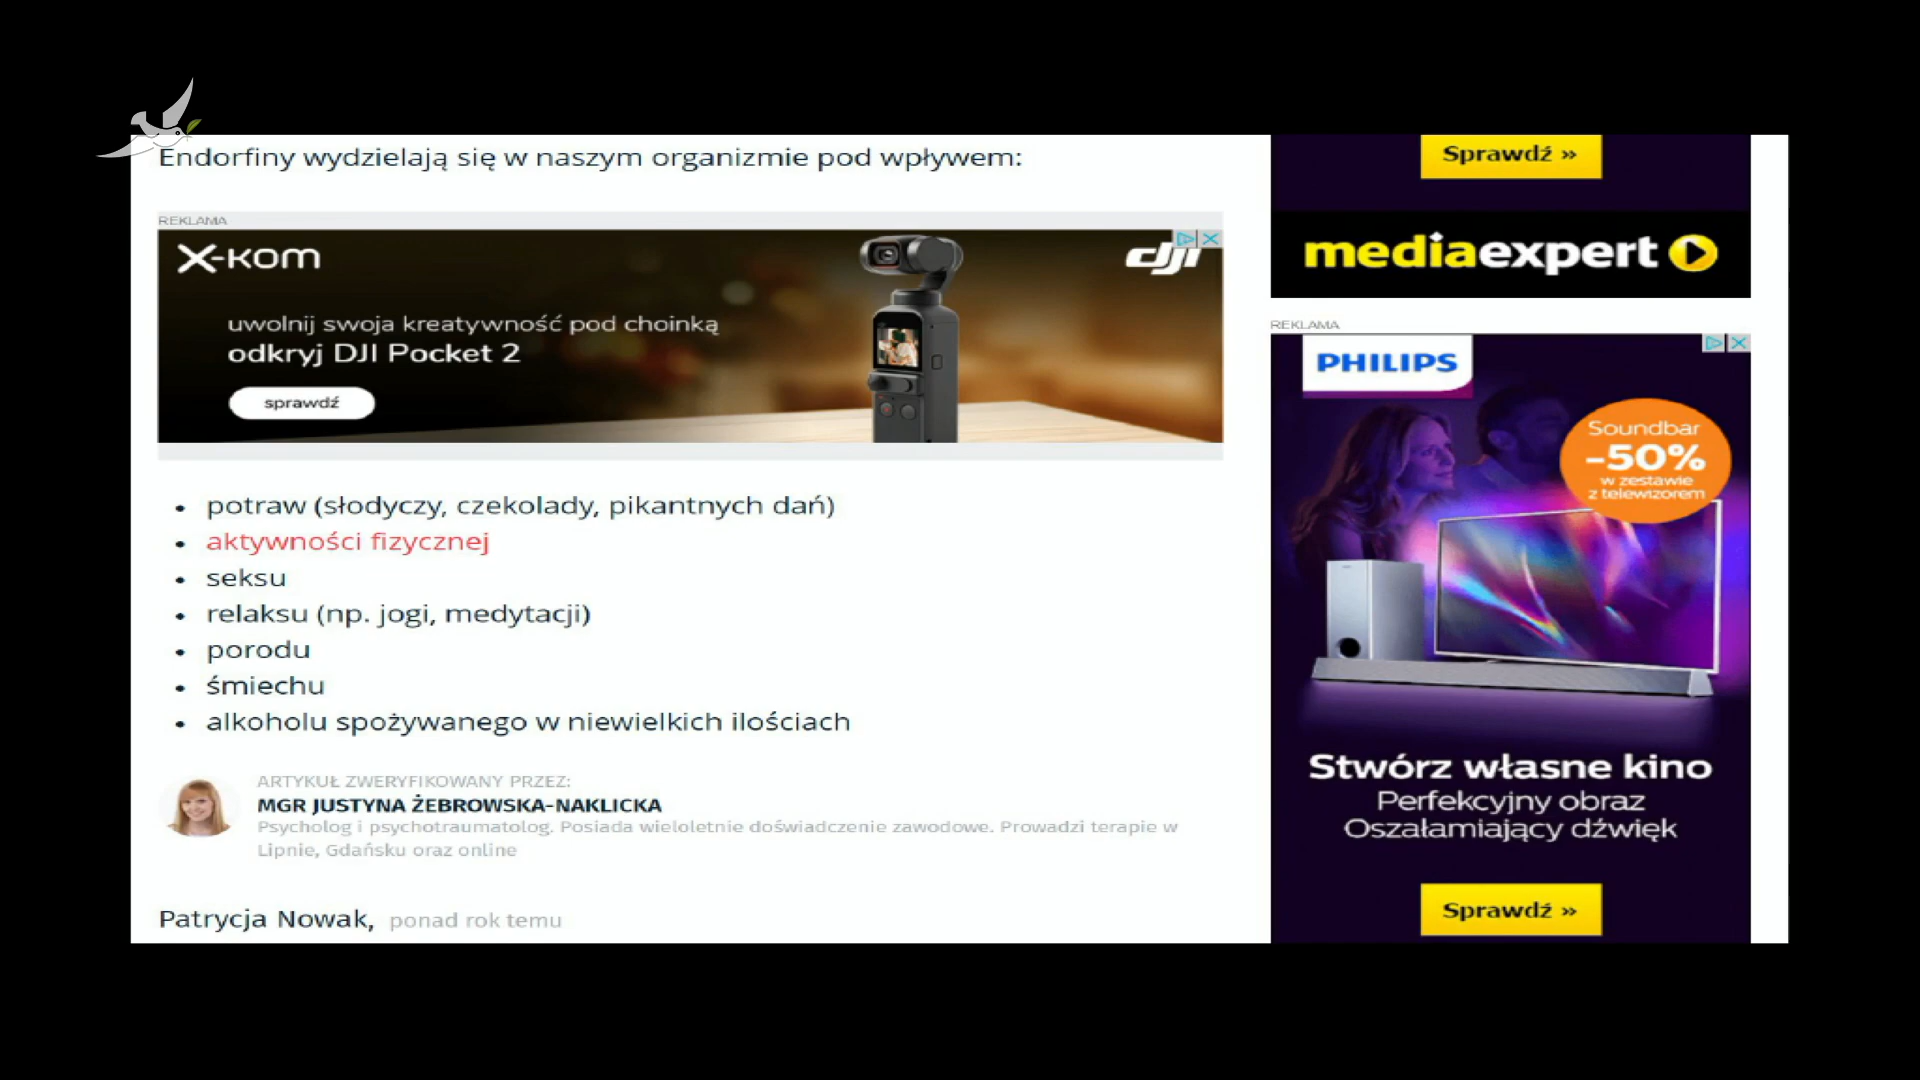 Endorfiny wydzielają się w naszym organizmie pod wpływem:
REKLAMA
X-KOM
dji
uwolnij swoja kreatywność pod choinką
odkryj DJI Pocket 2
sprawdź
potraw (słodyczy, czekolady, pikantnych dań)
aktywności fizycznej
seksu
relaksu (np. jogi, medytacji)
porodu
śmiechu
alkoholu spożywanego w niewielkich ilościach
ARTYKUŁ ZWERYFIKOWANY PRZEZ:
MGR JUSTYNA ŻEBROWSKA-NAKLICKA
Psycholog i psychotraumatolog. Posiada wieloletnie doświadczenie zawodowe. Prowadzi terapie w
Lipnie, Gdańsku oraz online
Patrycja Nowak, ponad rok temu
Sprawdź »
mediaexpert
REKLAMA
PHILIPS
Soundbar
-50%
w zestawie
z telewizorem
Stwórz własne kino
Perfekcyjny obraz
Oszałamiający dźwięk
Sprawdź »